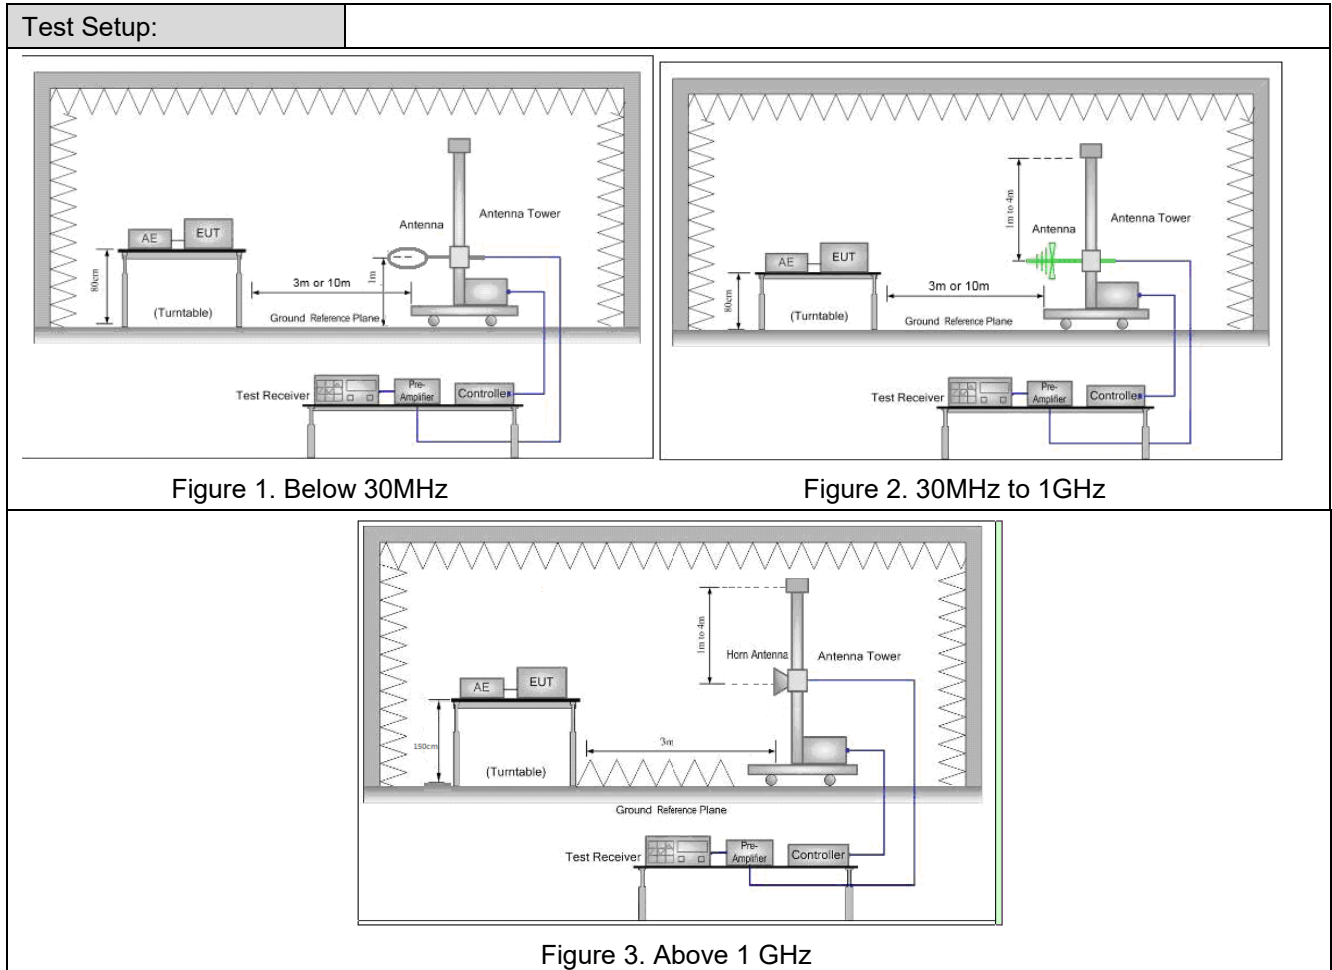 Test Setup:
Antenna
Antenna Tower
AE
EUT
80cm
1m
3m or 10m
(Turntable)
Ground Reference Plane
Test Receiver
Pre-
Amplifier
Controller
Figure 1. Below 30MHz
1m to 4m
Antenna
Antenna Tower
AE
EUT
80cm
3m or 10m
(Turntable)
Ground Reference Plane
Test Receiver
Pre-
Amplifier
Controller
Figure 2. 30MHz to 1GHz
1m to 4m
Horn Antenna
Antenna Tower
AE
EUT
150cm
3m
(Turntable)
Ground Reference Plane
Test Receiver
Pre-
Amplifier
Controller
Figure 3. Above 1 GHz